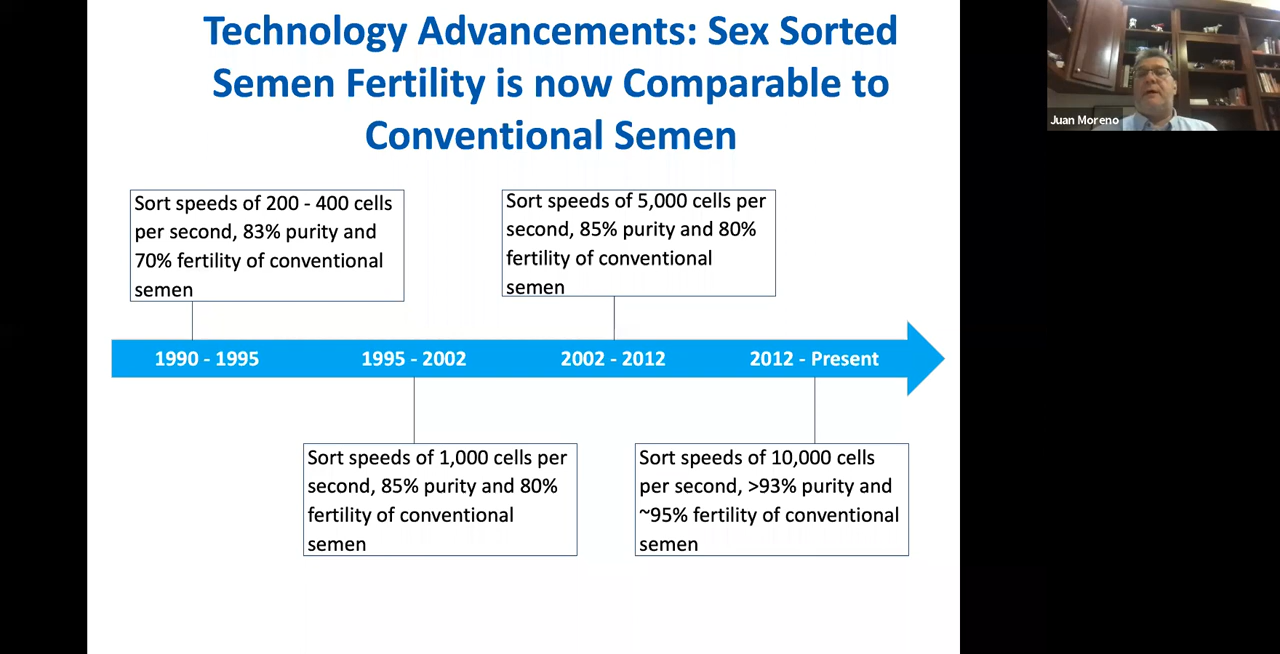 Technology Advancements: Sex Sorted
Semen Fertility is now Comparable to
Conventional Semen
Juan Moreno
Sort speeds of 200 - 400 cells
per second, 83% purity and
70% fertility of conventional
semen
Sort speeds of 5,000 cells per
second, 85% purity and 80%
fertility of conventional
semen
1990 - 1995
1995 - 2002
2002 - 2012
2012 - Present
Sort speeds of 1,000 cells per
second, 85% purity and 80%
fertility of conventional
semen
Sort speeds of 10,000 cells
per second, >93% purity and
~95% fertility of conventional
semen